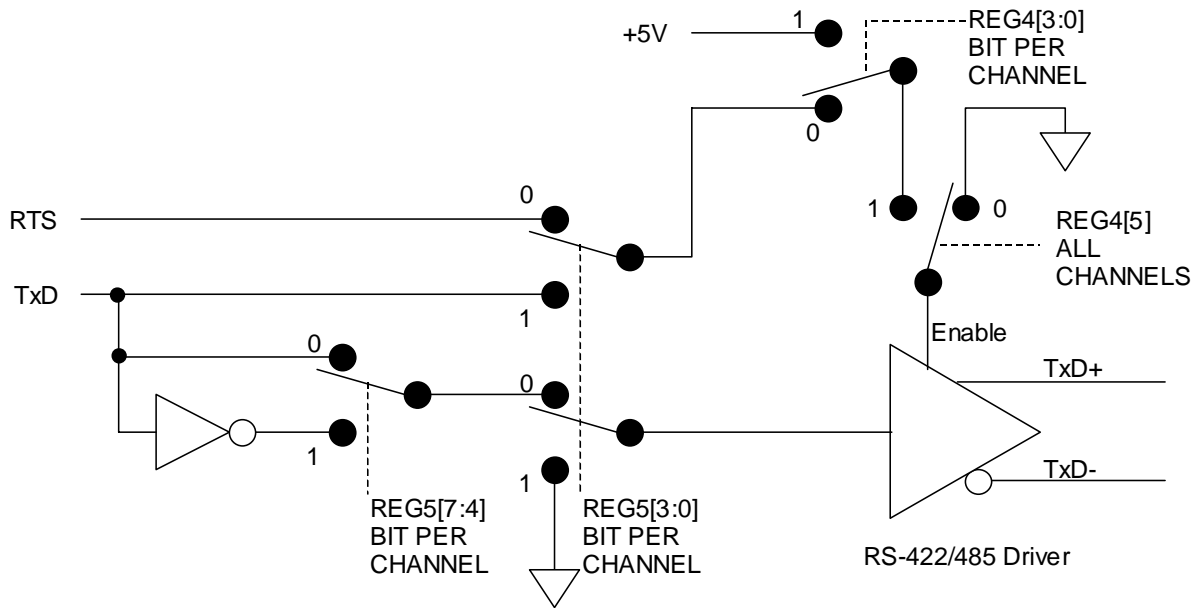 1
+5V
REG4[3:0]
BIT PER
CHANNEL
0
0
RTS
1
0
REG4[5]
ALL
CHANNELS
TxD
1
Enable
0
0
TxD+
1
1
TxD-
REG5[7:4]
BIT PER
CHANNEL
REG5[3:0]
BIT PER
CHANNEL
RS-422/485 Driver